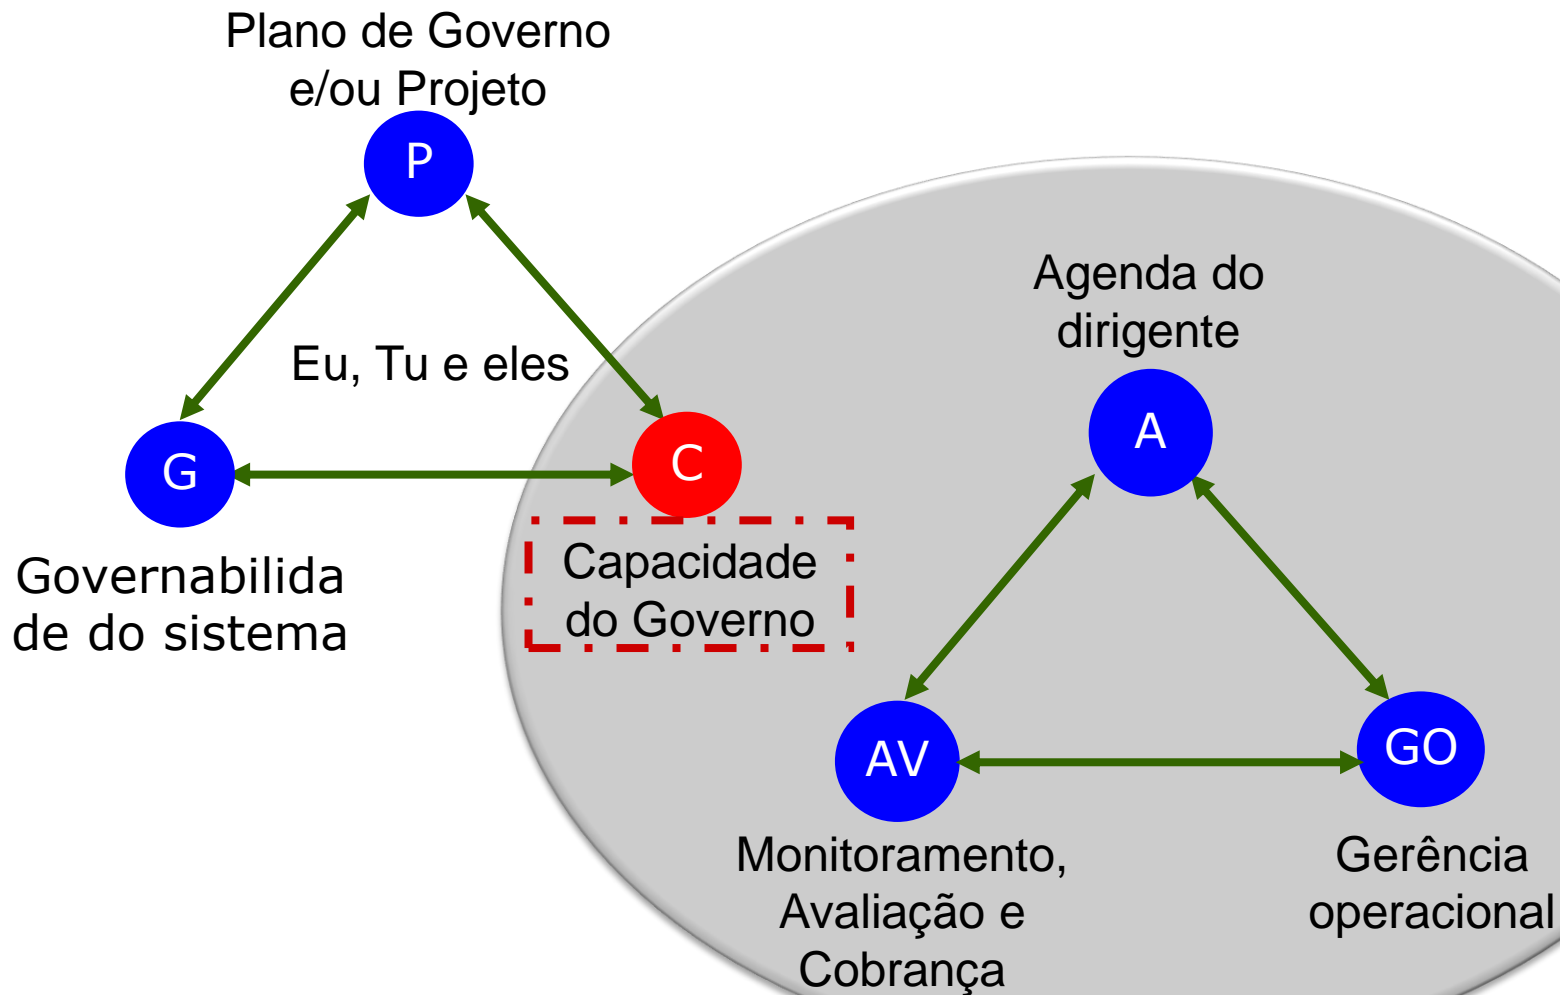 Plano de Governo
e/ou Projeto
P
Eu, Tu e eles
G
C
Governabilida
de do sistema
Capacidade
do Governo
Agenda do
dirigente
A
AV
GO
Monitoramento,
Avaliação e
Cobrança
Gerência
operacional